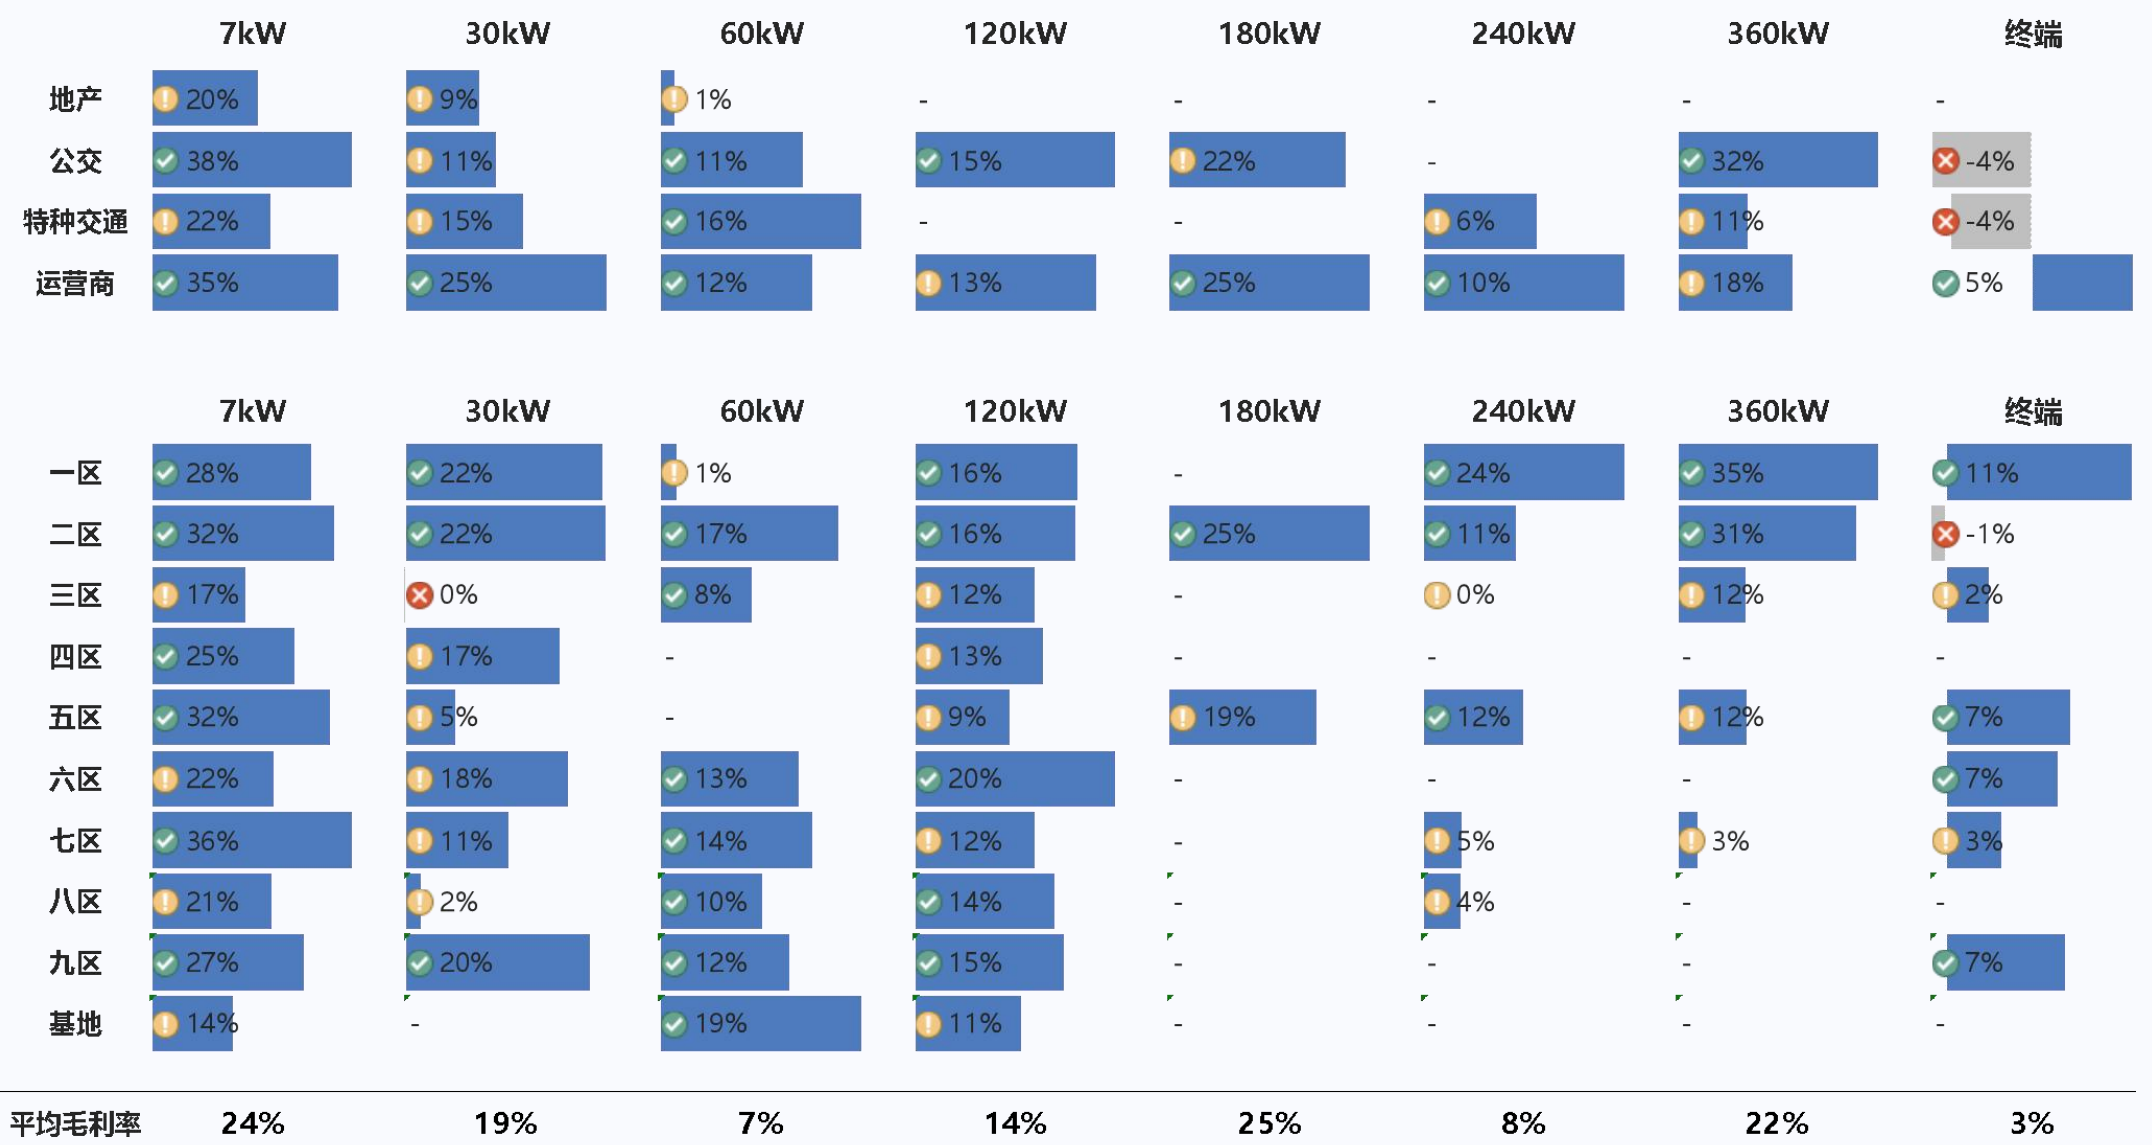 7kW 30kW 60kW 120kW 180kW 240kW 360kW 终端
地产 20% 9% 1% - - - - -
公交 38% 11% 11% 15% 22% - 32% -4%
特种交通 22% 15% 16% - - 6% 11% -4%
运营商 35% 25% 12% 13% 25% 10% 18% 5%
7kW 30kW 60kW 120kW 180kW 240kW 360kW 终端
一区 28% 22% 1% 16% - 24% 35% 11%
二区 32% 22% 17% 16% 25% 11% 31% -1%
三区 17% 0% 8% 12% - 0% 12% 2%
四区 25% 17% - 13% - - - -
五区 32% 5% - 9% 19% 12% 12% 7%
六区 22% 18% 13% 20% - - - 7%
七区 36% 11% 14% 12% - 5% 3% 3%
八区 21% 2% 10% 14% - 4% - -
九区 27% 20% 12% 15% - - - 7%
基地 14% - 19% 11% - - - -
平均毛利率 24% 19% 7% 14% 25% 8% 22% 3%